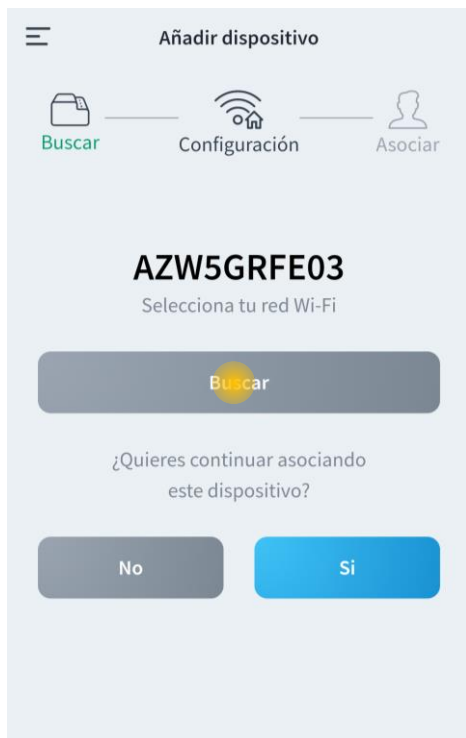 Añadir dispositivo
Buscar
Configuración
Asociar
AZW5GRFE03
Selecciona tu red Wi-Fi
Buscar
¿Quieres continuar asociando
este dispositivo?
No
Si